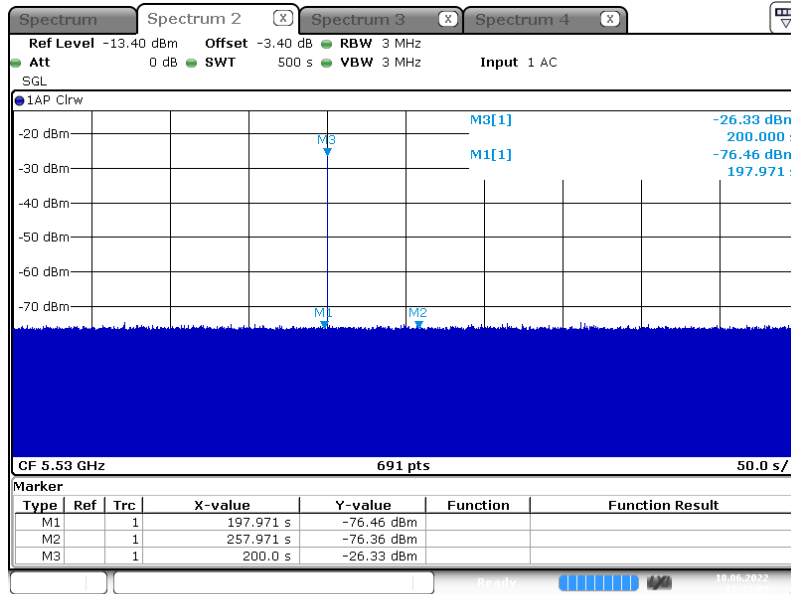 Spectrum Spectrum 2 X Spectrum 3 X Spectrum 4 X
Ref Level -13.40 dBm Offset -3.40 dB RBW 3 MHz
Att 0 dB SWT 500 s VBW 3 MHz Input 1 AC
SGL
1AP Clrw
M3[1] -26.33 dBm
200.000 s
M1[1] -76.46 dBm
197.971 s
-20 dBm
M3
-30 dBm
-40 dBm
-50 dBm
-60 dBm
-70 dBm
M1 M2
CF 5.53 GHz 691 pts 50.0 s/
Marker
Type Ref Trc X-value Y-value Function Function Result
M1 1 197.971 s -76.46 dBm
M2 1 257.971 s -76.36 dBm
M3 1 200.0 s -26.33 dBm
Ready 10.06.2022